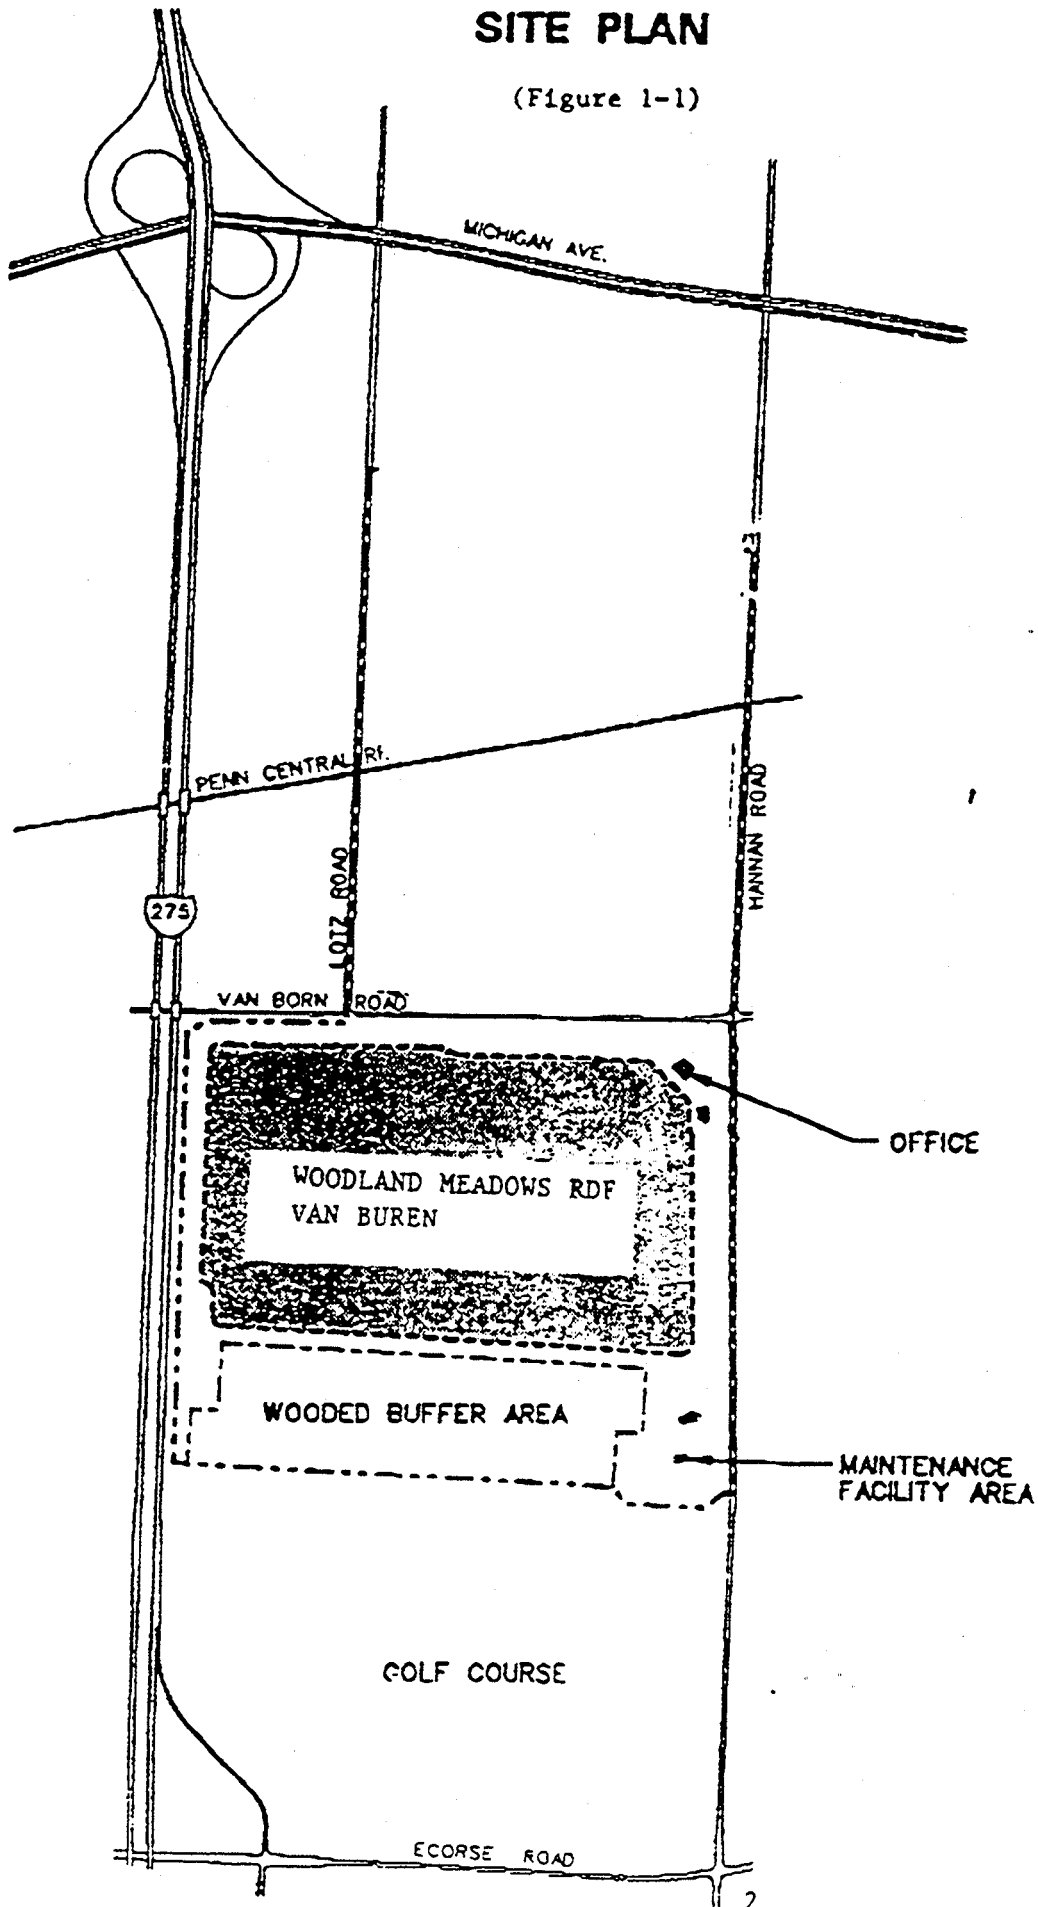 SITE PLAN
(Figure 1-1)
MICHIGAN AVE.
PENN CENTRAL
HANNAN ROAD
LOTZ ROAD
275
VAN BORN ROAD
OFFICE
WOODLAND MEADOWS RDF
VAN BUREN
WOODED BUFFER AREA
MAINTENANCE
FACILITY AREA
GOLF COURSE
ECORSE ROAD
2